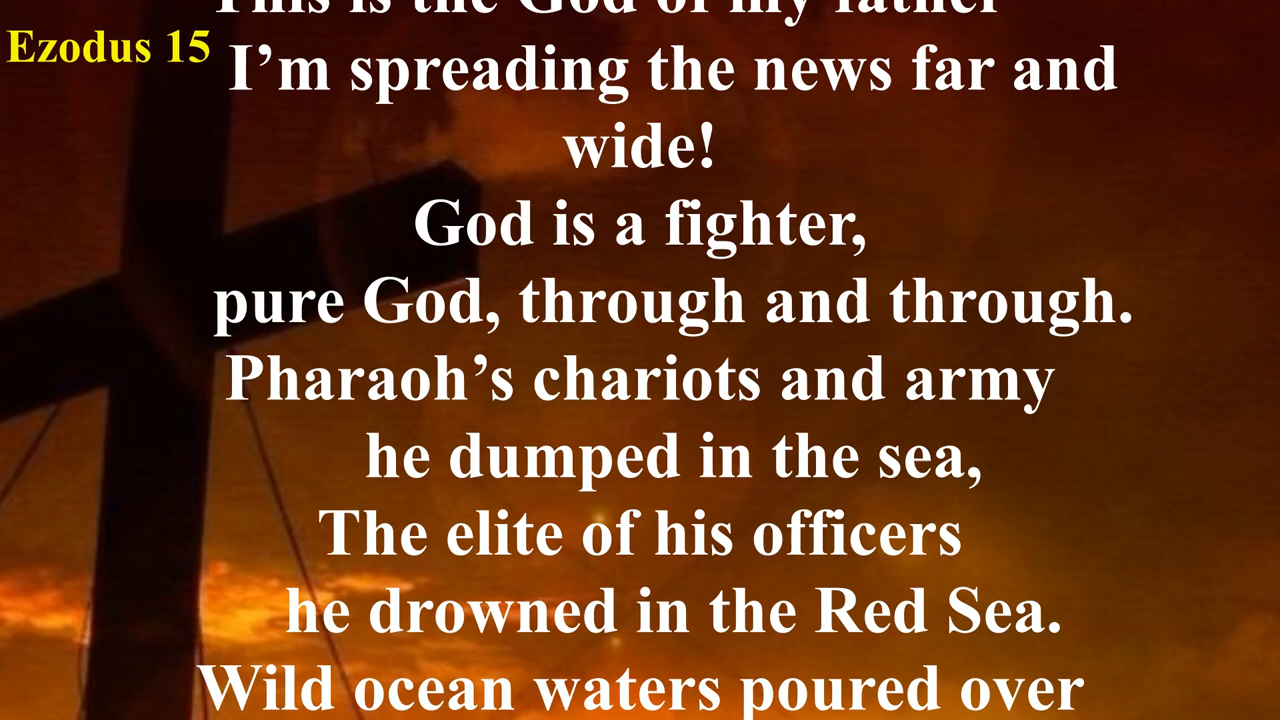 This is the God of my father
Ezodus 15
I’m spreading the news far and
wide!
God is a fighter,
pure God, through and through.
Pharaoh’s chariots and army
he dumped in the sea,
The elite of his officers
he drowned in the Red Sea.
Wild ocean waters poured over